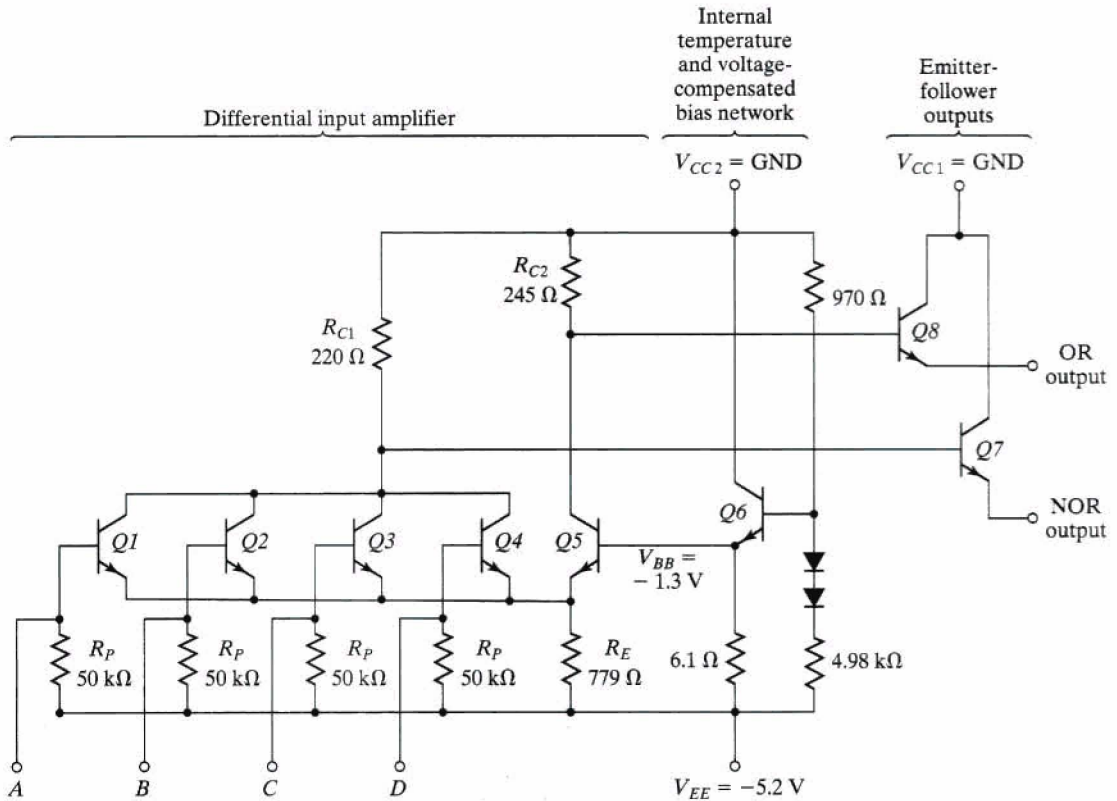 Internal
temperature
and voltage-
compensated
bias network
Emitter-
follower
outputs
Differential input amplifier
V_CC2 = GND
V_CC1 = GND
R_C2
245 Ω
970 Ω
R_C1
220 Ω
Q8
OR
output
Q7
NOR
output
Q1
Q2
Q3
Q4
Q5
Q6
V_BB =
− 1.3 V
R_P
50 kΩ
R_P
50 kΩ
R_P
50 kΩ
R_P
50 kΩ
R_E
779 Ω
6.1 Ω
4.98 kΩ
A
B
C
D
V_EE = −5.2 V